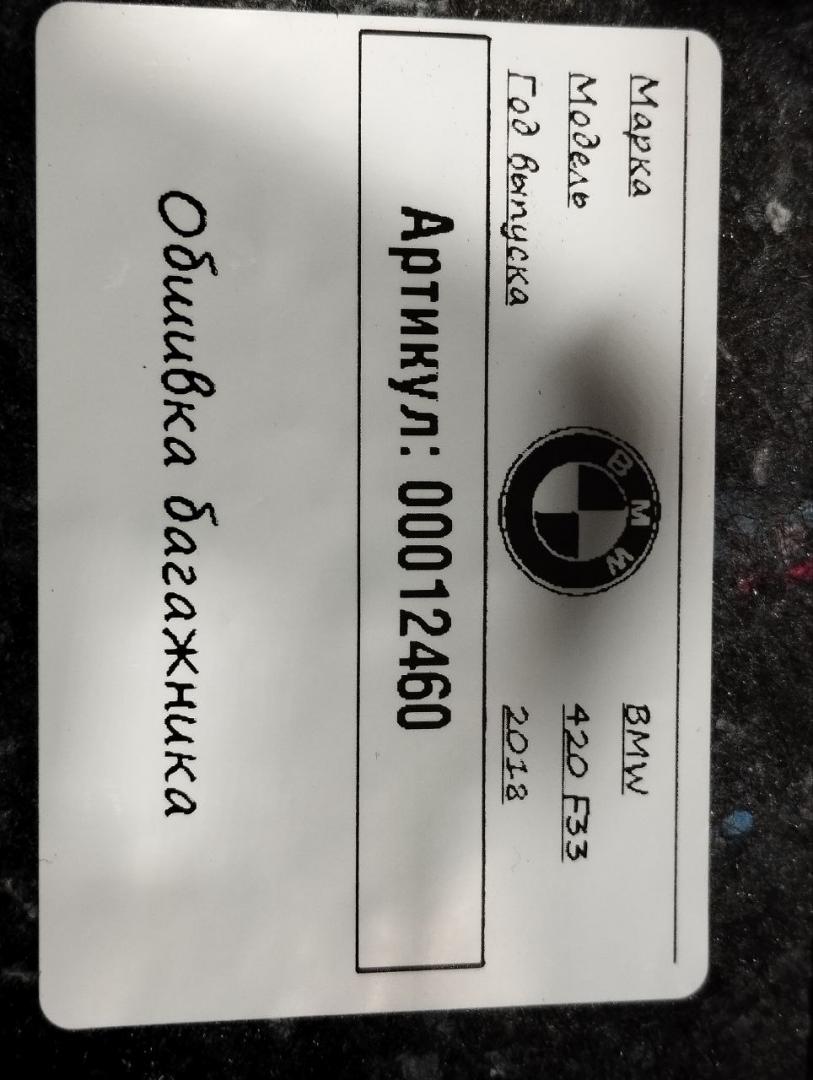 Марка BMW
Модель 420 F33
Год выпуска 2018
BMW
Артикул: 00012460
Обшивка багажника